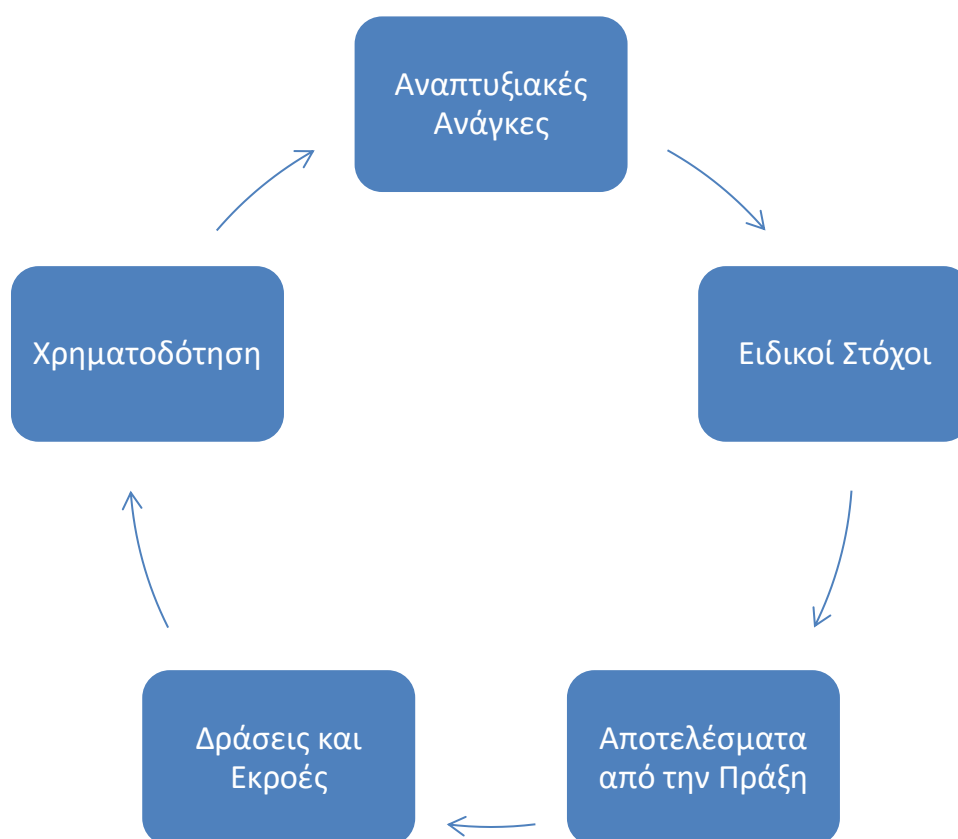 Αναπτυξιακές
Ανάγκες
Ειδικοί Στόχοι
Αποτελέσματα
από την Πράξη
Δράσεις και
Εκροές
Χρηματοδότηση